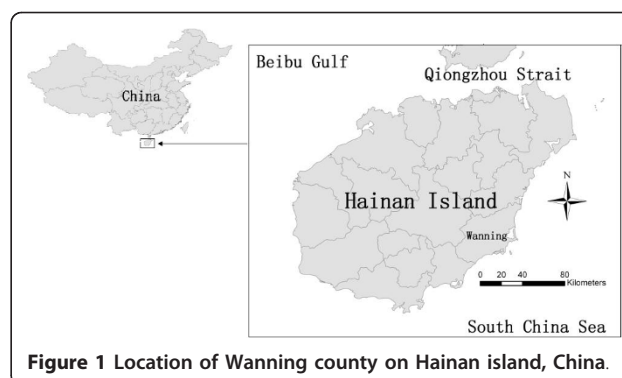 China
Beibu Gulf
Qiongzhou Strait
Hainan Island
N
Wanning
0 20 40 80
Kilometers
South China Sea
Figure 1 Location of Wanning county on Hainan island, China.